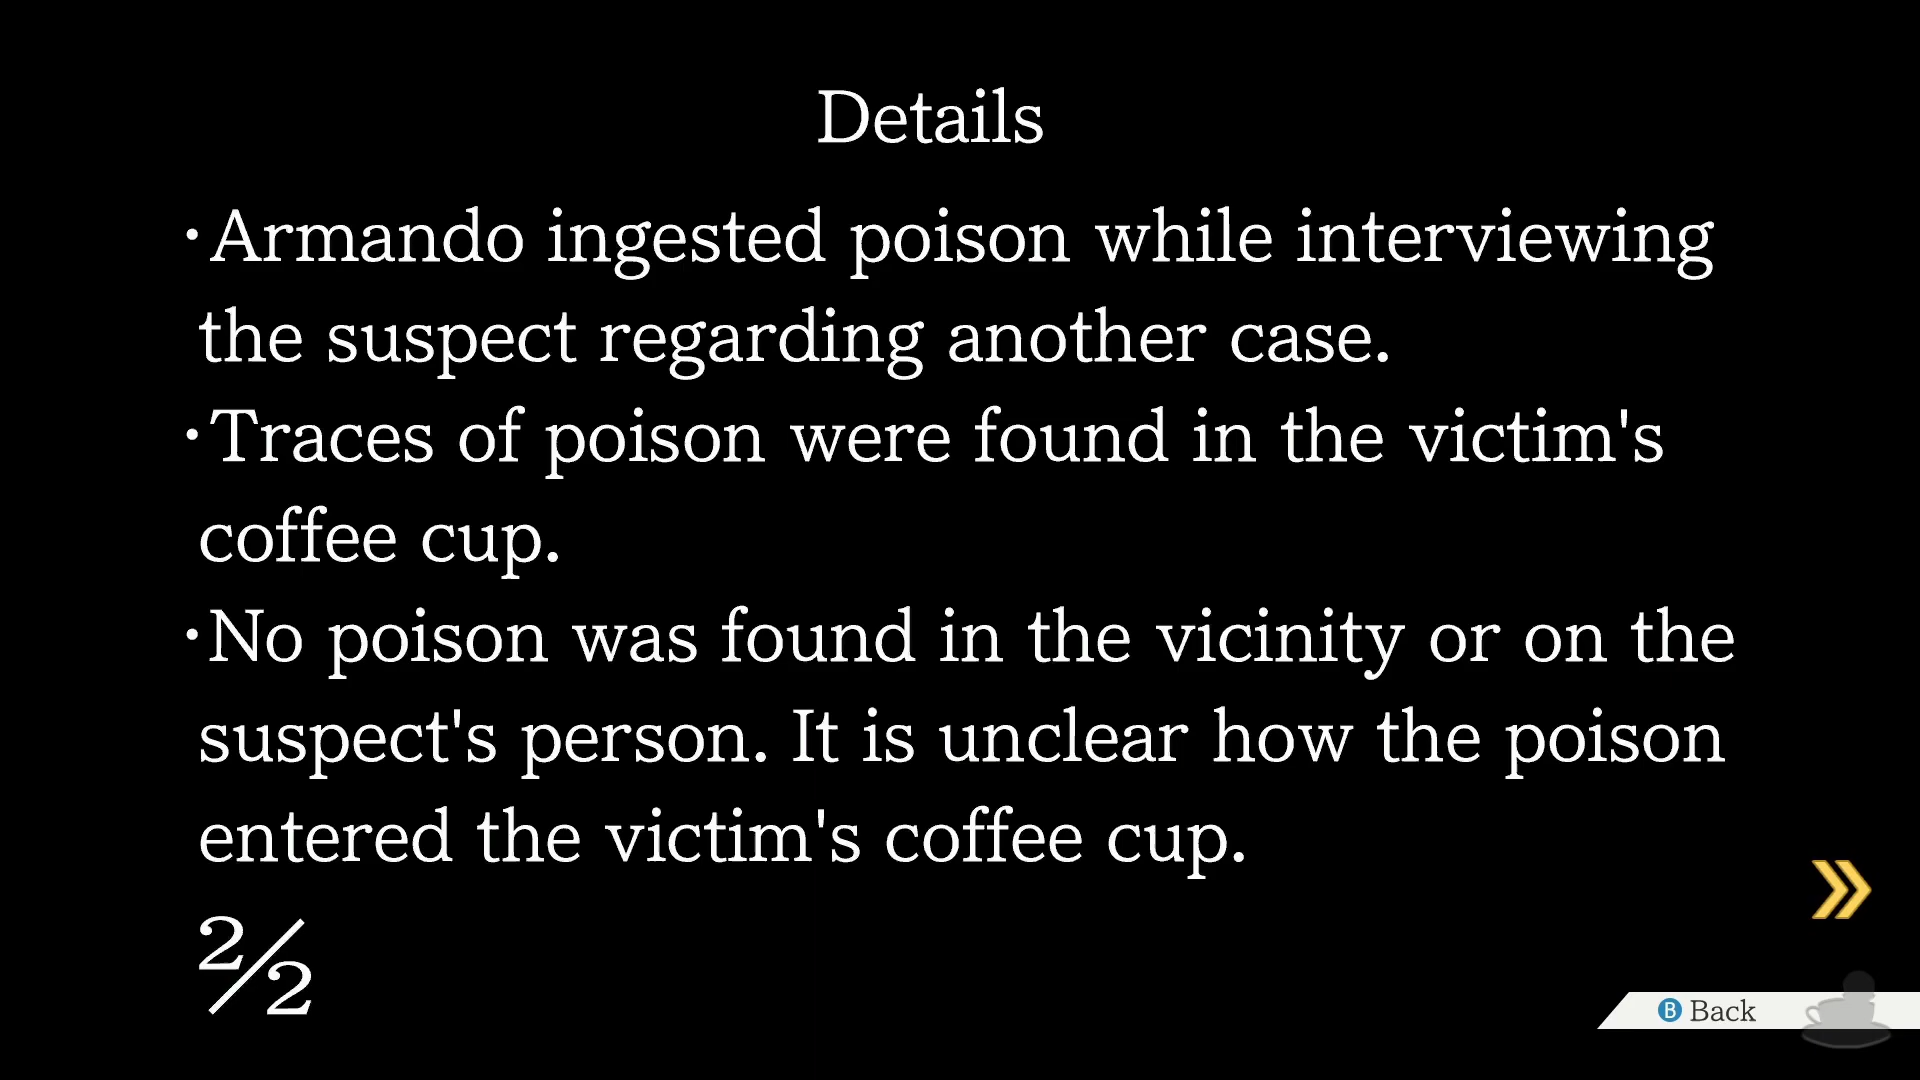 Details
·Armando ingested poison while interviewing
the suspect regarding another case.
·Traces of poison were found in the victim's
coffee cup.
·No poison was found in the vicinity or on the
suspect's person. It is unclear how the poison
entered the victim's coffee cup.
2/2
B Back